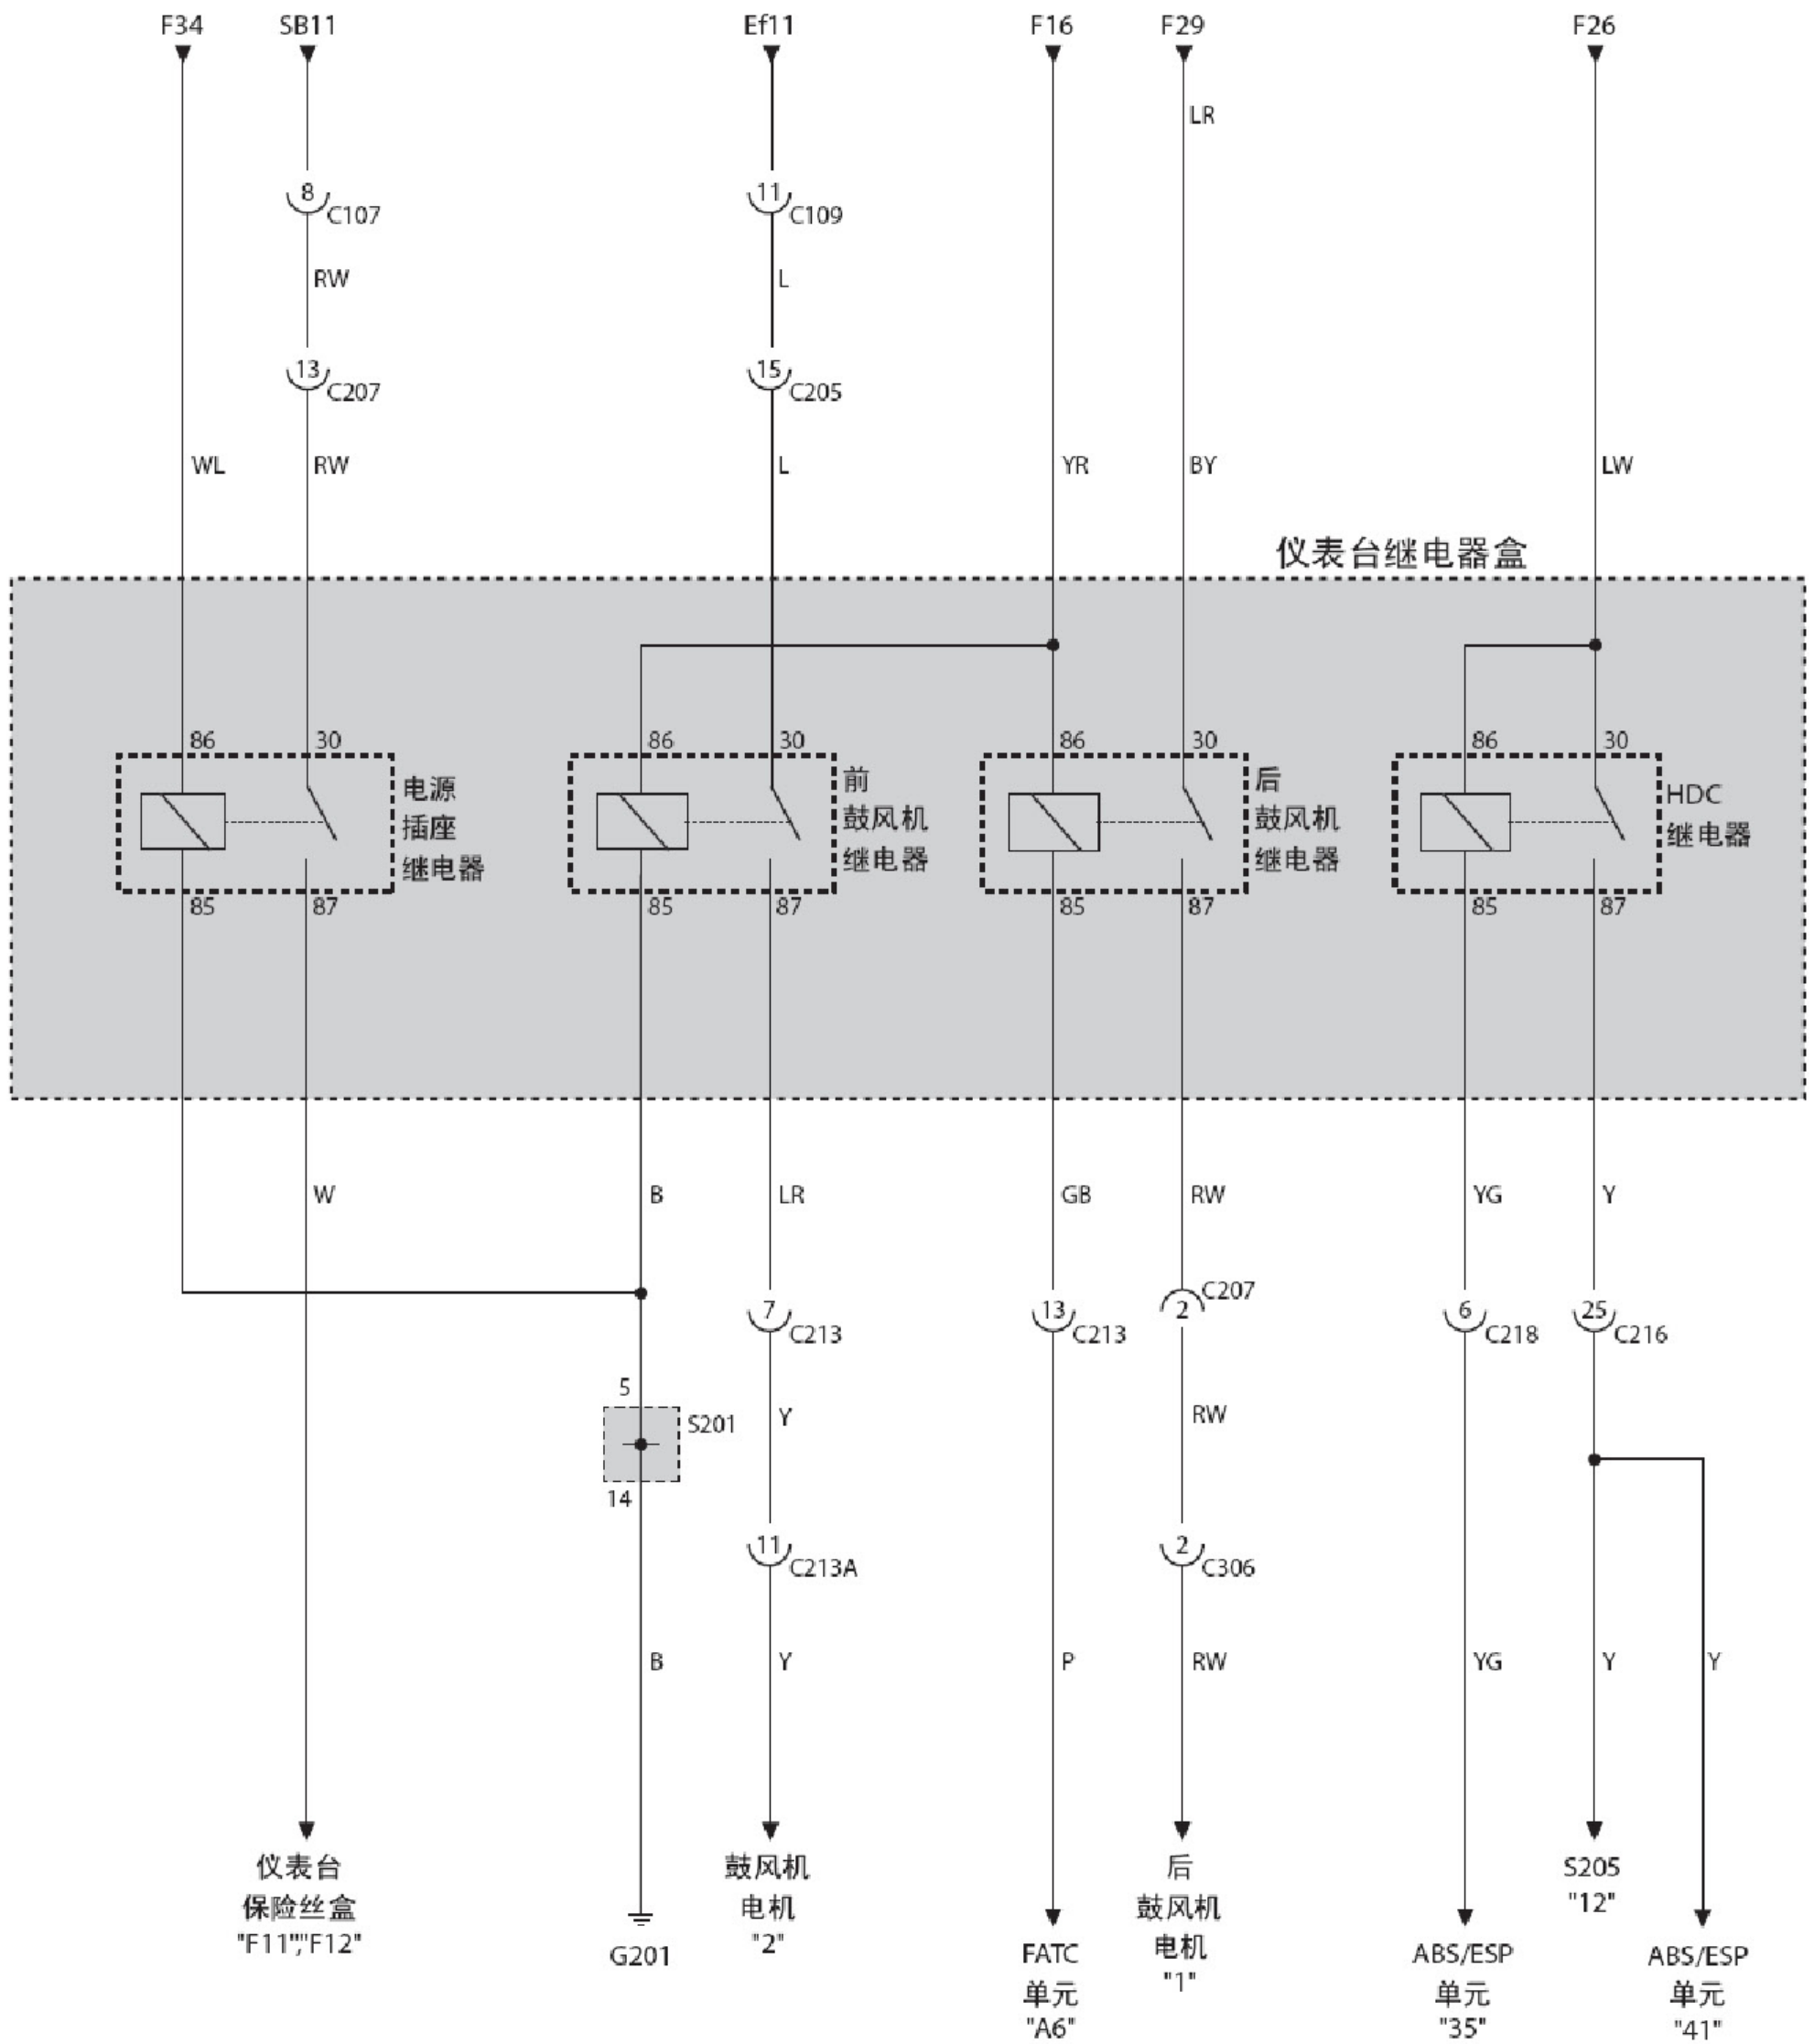 F34 SB11 Ef11 F16 F29 F26
LR
8 11
C107 C109
RW L
13 15
C207 C205
WL RW L YR BY LW
仪表台继电器盒
86 30 86 30 86 30 86 30
电源
插座
继电器
前
鼓风机
继电器
后
鼓风机
继电器
HDC
继电器
85 87 85 87 85 87 85 87
W B LR GB RW YG Y
C207
7 13 2 6 25
C213 C213 C218 C216
5
S201 Y RW
14
11 2
C213A C306
B Y P RW YG Y Y
仪表台
保险丝盒
"F11","F12"
G201
鼓风机
电机
"2"
FATC
单元
"A6"
后
鼓风机
电机
"1"
ABS/ESP
单元
"35"
S205
"12"
ABS/ESP
单元
"41"